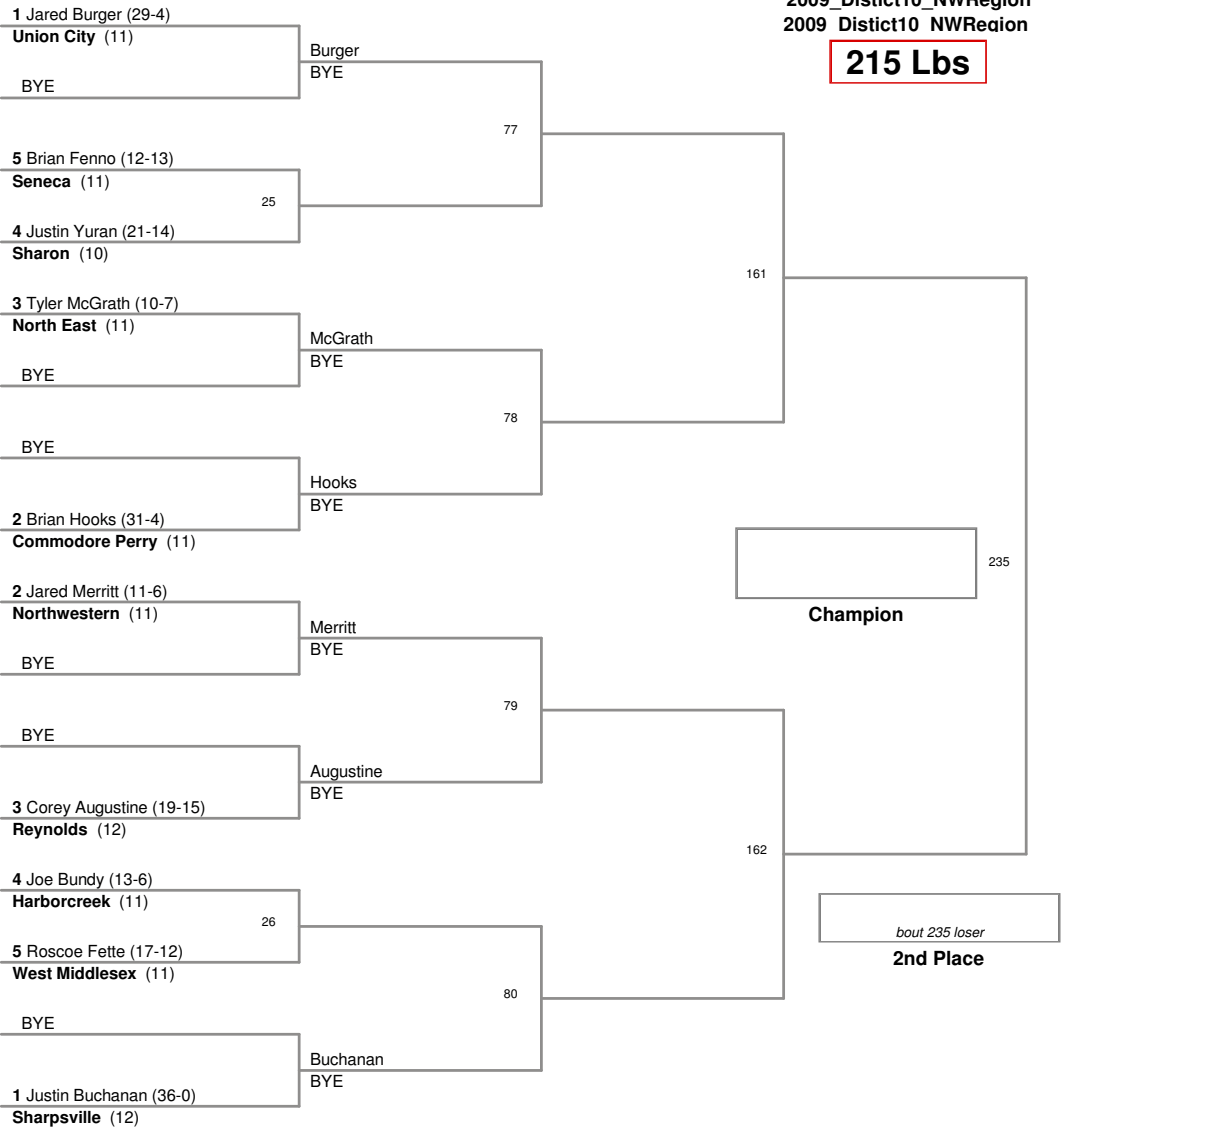 2009_Distict10_NWRegion
2009_Distict10_NWRegion
215 Lbs
1 Jared Burger (29-4)
Union City (11)
Burger
BYE
BYE
77
5 Brian Fenno (12-13)
Seneca (11)
25
4 Justin Yuran (21-14)
Sharon (10)
161
3 Tyler McGrath (10-7)
North East (11)
McGrath
BYE
BYE
78
BYE
Hooks
BYE
2 Brian Hooks (31-4)
Commodore Perry (11)
235
Champion
2 Jared Merritt (11-6)
Northwestern (11)
Merritt
BYE
BYE
79
BYE
Augustine
BYE
3 Corey Augustine (19-15)
Reynolds (12)
162
4 Joe Bundy (13-6)
Harborcreek (11)
26
bout 235 loser
2nd Place
5 Roscoe Fette (17-12)
West Middlesex (11)
80
BYE
Buchanan
BYE
1 Justin Buchanan (36-0)
Sharpsville (12)